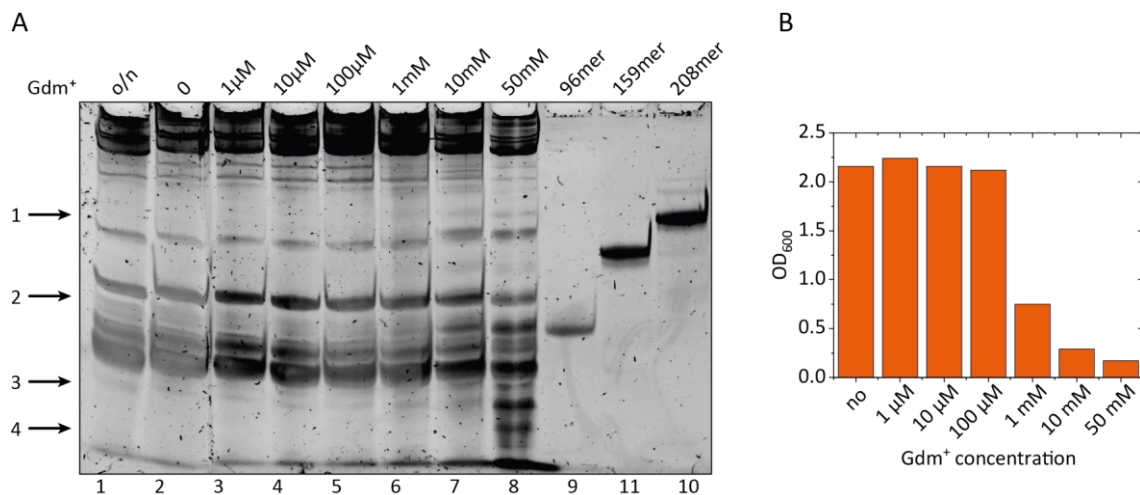 A
Gdm⁺ o/n 0 1μM 10μM 100μM 1mM 10mM 50mM 96mer 159mer 208mer
1
2
3
4
1 2 3 4 5 6 7 8 9 11 10
B
2.5
2.0
1.5
1.0
0.5
0.0
OD₆₀₀
no 1 μM 10 μM 100 μM 1 mM 10 mM 50 mM
Gdm⁺ concentration